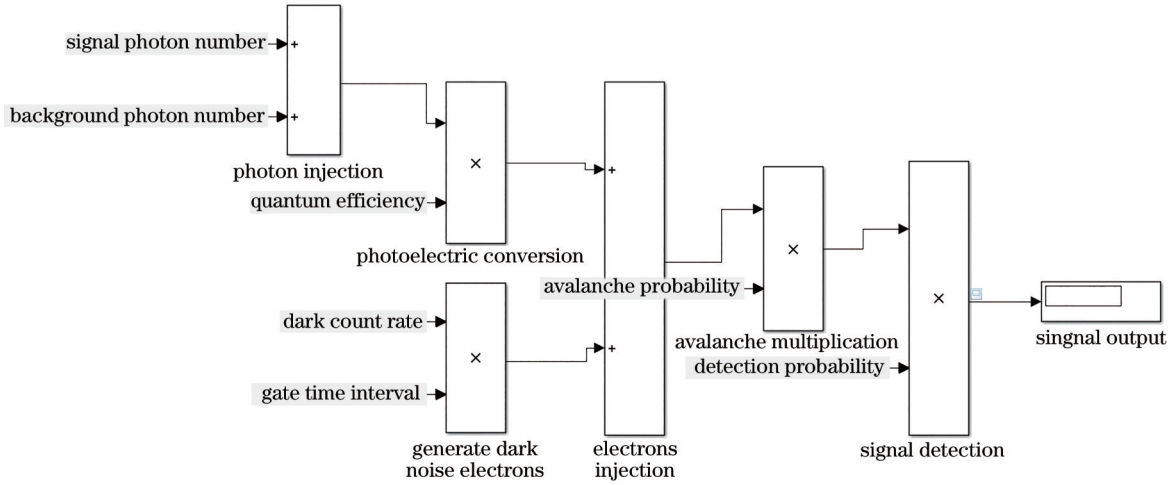 signal photon number
+
background photon number
+
photon injection
×
quantum efficiency
photoelectric conversion
dark count rate
×
gate time interval
generate dark
noise electrons
+
+
electrons
injection
avalanche probability
×
avalanche multiplication
detection probability
×
signal detection
singnal output